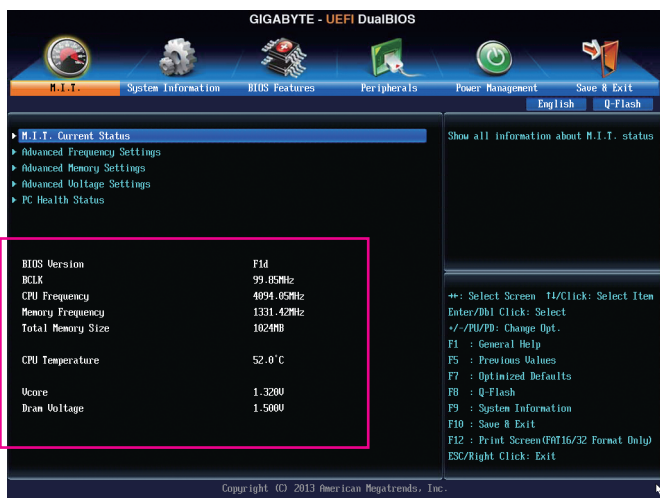 GIGABYTE - UEFI DualBIOS
M.I.T. System Information BIOS Features Peripherals Power Management Save & Exit
English Q-Flash
M.I.T. Current Status
Advanced Frequency Settings
Advanced Memory Settings
Advanced Voltage Settings
PC Health Status
Show all information about M.I.T. status
BIOS Version F1d
BCLK 99.85MHz
CPU Frequency 4094.05MHz
Memory Frequency 1331.42MHz
Total Memory Size 1024MB
CPU Temperature 52.0°C
Vcore 1.320V
Dram Voltage 1.500V
→←: Select Screen ↑↓/Click: Select Item
Enter/Dbl Click: Select
+/-/PU/PD: Change Opt.
F1 : General Help
F5 : Previous Values
F7 : Optimized Defaults
F8 : Q-Flash
F9 : System Information
F10 : Save & Exit
F12 : Print Screen(FAT16/32 Format Only)
ESC/Right Click: Exit
Copyright (C) 2013 American Megatrends, Inc.